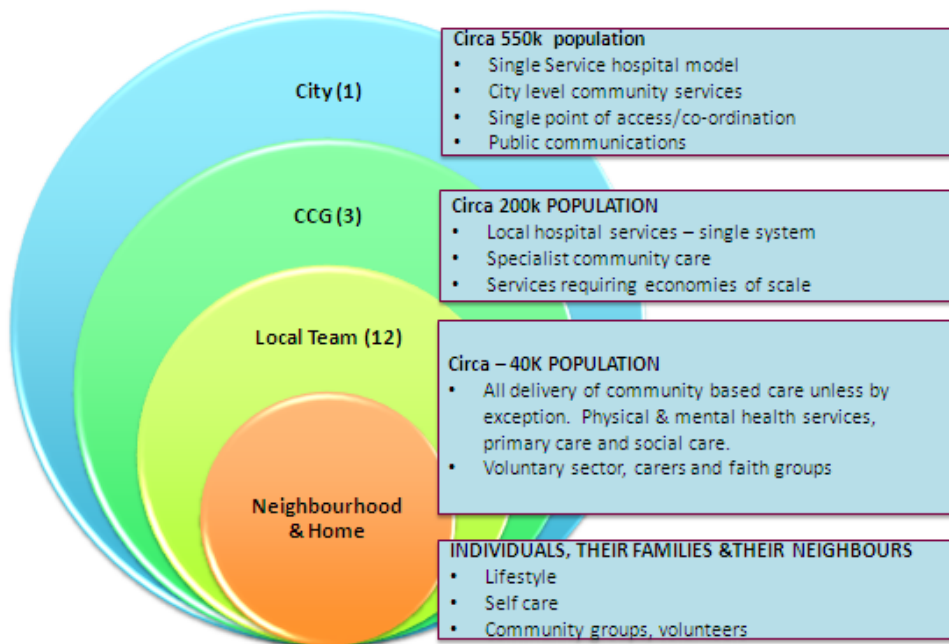 City (1)
Circa 550k population
• Single Service hospital model
• City level community services
• Single point of access/co-ordination
• Public communications
CCG (3)
Circa 200k POPULATION
• Local hospital services – single system
• Specialist community care
• Services requiring economies of scale
Local Team (12)
Circa – 40K POPULATION
• All delivery of community based care unless by
exception. Physical & mental health services,
primary care and social care.
• Voluntary sector, carers and faith groups
Neighbourhood
& Home
INDIVIDUALS, THEIR FAMILIES &THEIR NEIGHBOURS
• Lifestyle
• Self care
• Community groups, volunteers